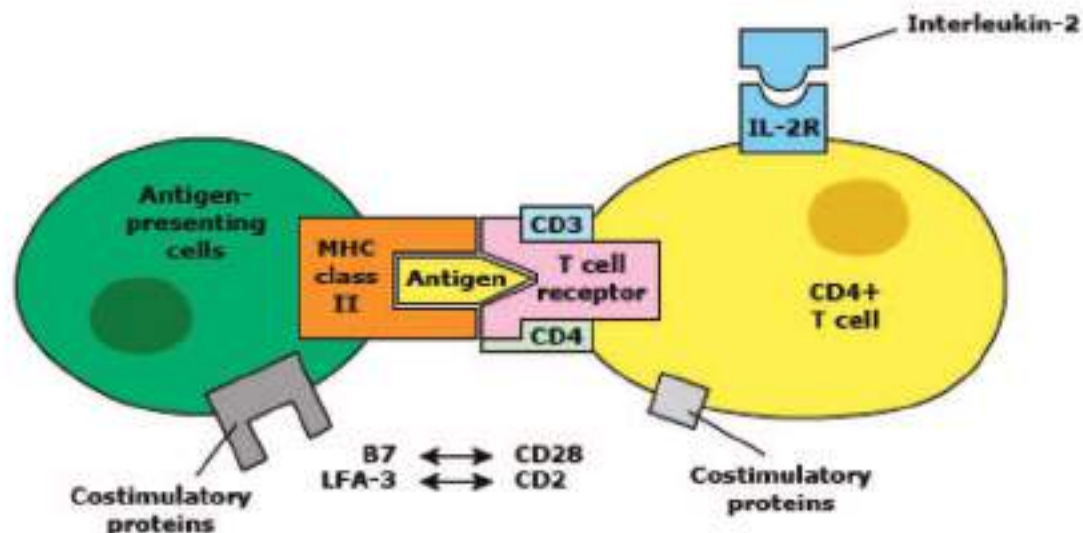 Interleukin-2
IL-2R
Antigen-
presenting
cells
MHC
class
II
Antigen
CD3
T cell
receptor
CD4
CD4+
T cell
B7 ↔ CD28
LFA-3 ↔ CD2
Costimulatory
proteins
Costimulatory
proteins